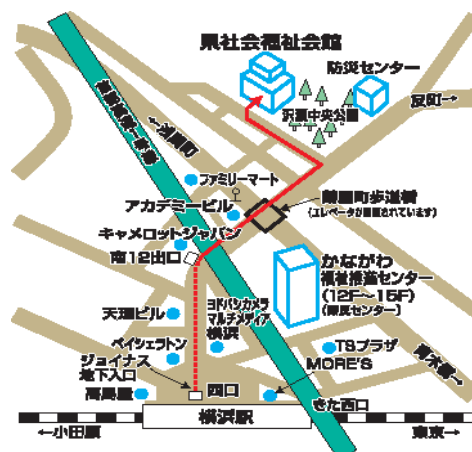 県社会福祉会館
防災センター
沢渡中央公園
反町→
←浅間町
ファミリーマート
アカデミービル
鶴屋町歩道橋
(エレベータが設置されています)
キャメロットジャパン
南12出口
かながわ
福祉推進センター
(12F〜15F)
(県民センター)
ヨドバシカメラ
マルチメディア
横浜
天理ビル
ベイシェラトン
ジョイナス
地下入口
高島屋
西口
TSプラザ
MORE'S
青木橋→
きた西口
横浜駅
←小田原
東京→